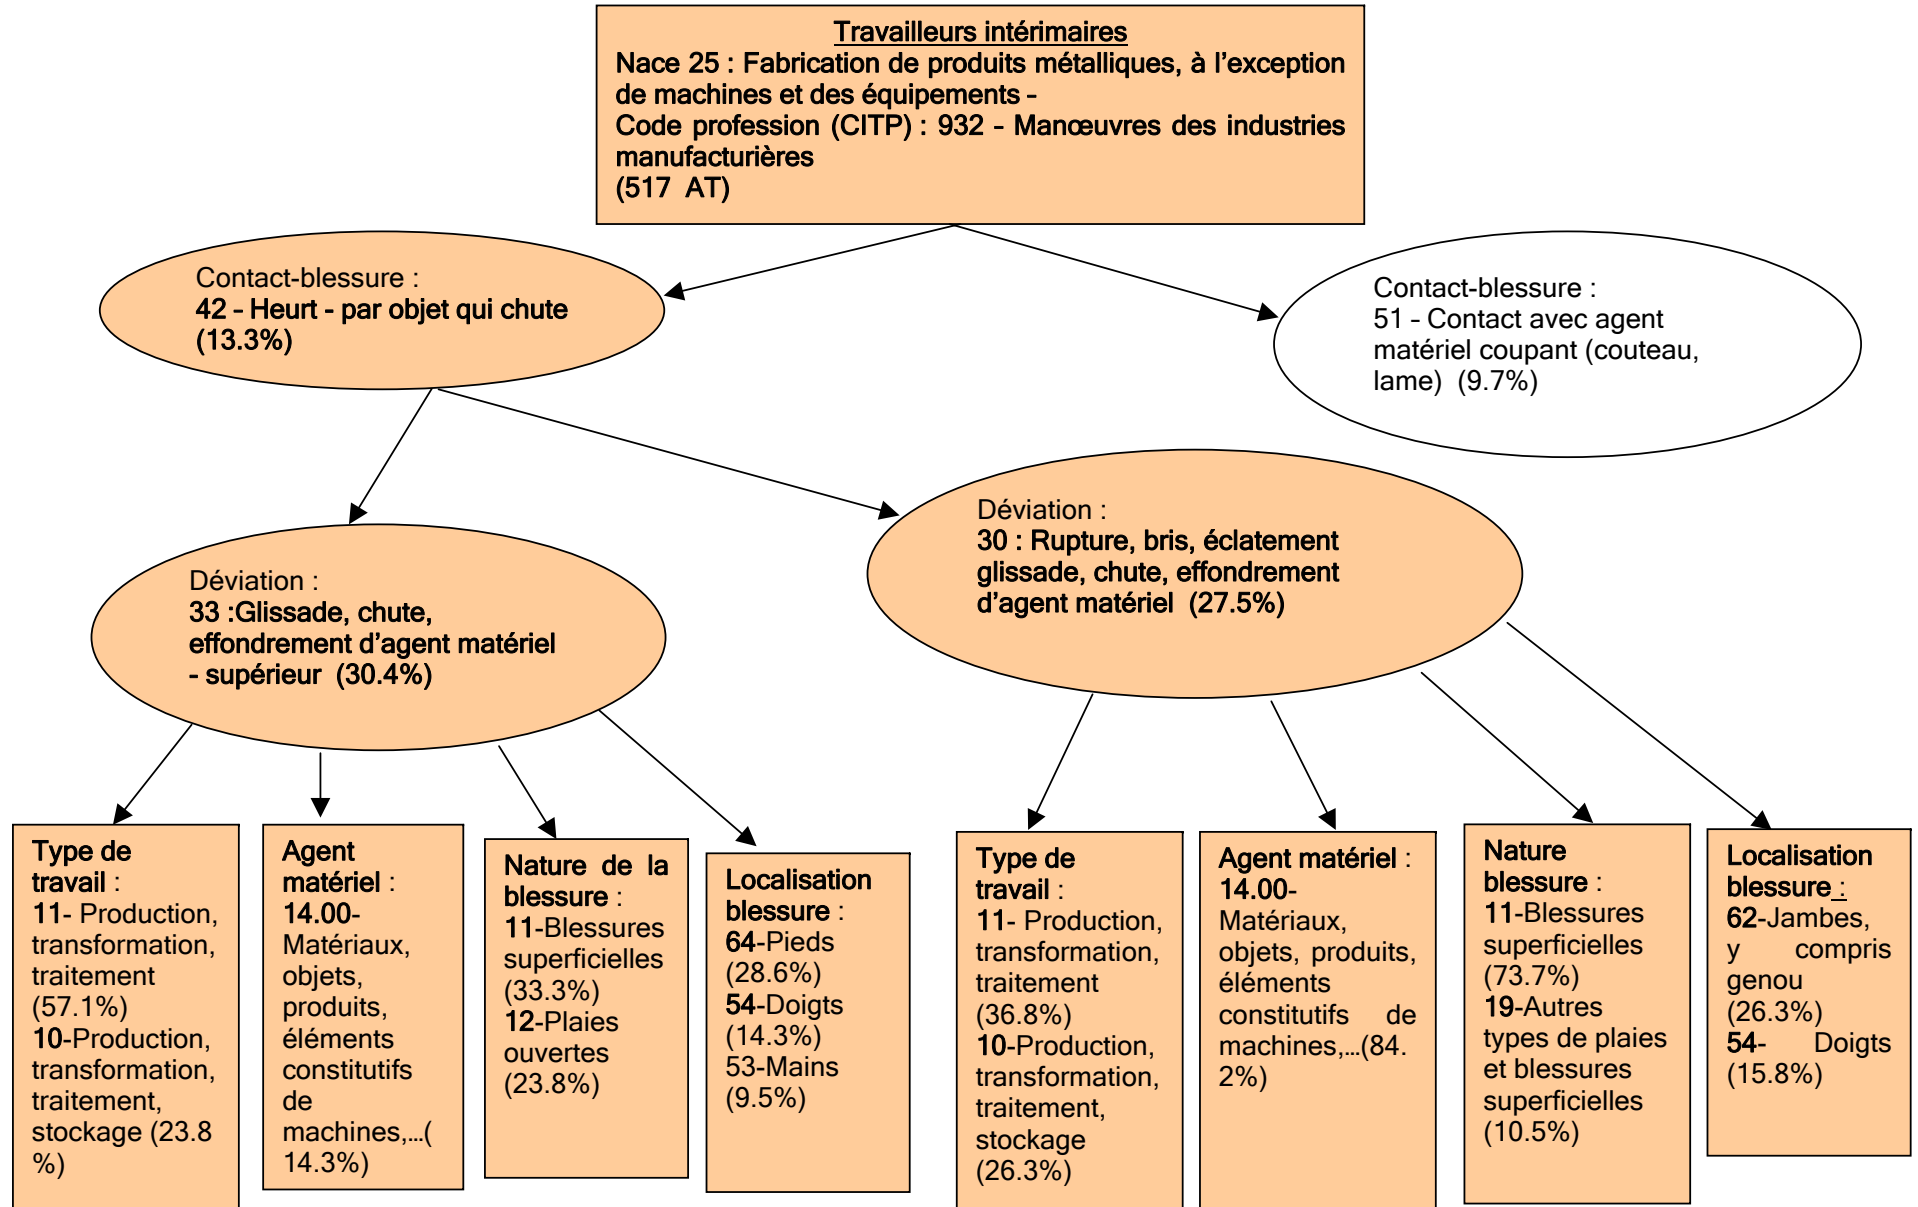 Travailleurs intérimaires
Nace 25 : Fabrication de produits métalliques, à l'exception
de machines et des équipements –
Code profession (CITP) : 932 – Manœuvres des industries
manufacturières
(517 AT)
Contact-blessure :
42 – Heurt - par objet qui chute
(13.3%)
Contact-blessure :
51 – Contact avec agent
matériel coupant (couteau,
lame) (9.7%)
Déviation :
33 :Glissade, chute,
effondrement d'agent matériel
- supérieur (30.4%)
Déviation :
30 : Rupture, bris, éclatement
glissade, chute, effondrement
d'agent matériel (27.5%)
Type de
travail :
11- Production,
transformation,
traitement
(57.1%)
10-Production,
transformation,
traitement,
stockage (23.8
%)
Agent
matériel :
14.00-
Matériaux,
objets,
produits,
éléments
constitutifs
de
machines,...(
14.3%)
Nature de la
blessure :
11-Blessures
superficielles
(33.3%)
12-Plaies
ouvertes
(23.8%)
Localisation
blessure :
64-Pieds
(28.6%)
54-Doigts
(14.3%)
53-Mains
(9.5%)
Type de
travail :
11- Production,
transformation,
traitement
(36.8%)
10-Production,
transformation,
traitement,
stockage
(26.3%)
Agent matériel :
14.00-
Matériaux,
objets, produits,
éléments
constitutifs de
machines,...(84.
2%)
Nature
blessure :
11-Blessures
superficielles
(73.7%)
19-Autres
types de plaies
et blessures
superficielles
(10.5%)
Localisation
blessure :
62-Jambes,
y compris
genou
(26.3%)
54- Doigts
(15.8%)